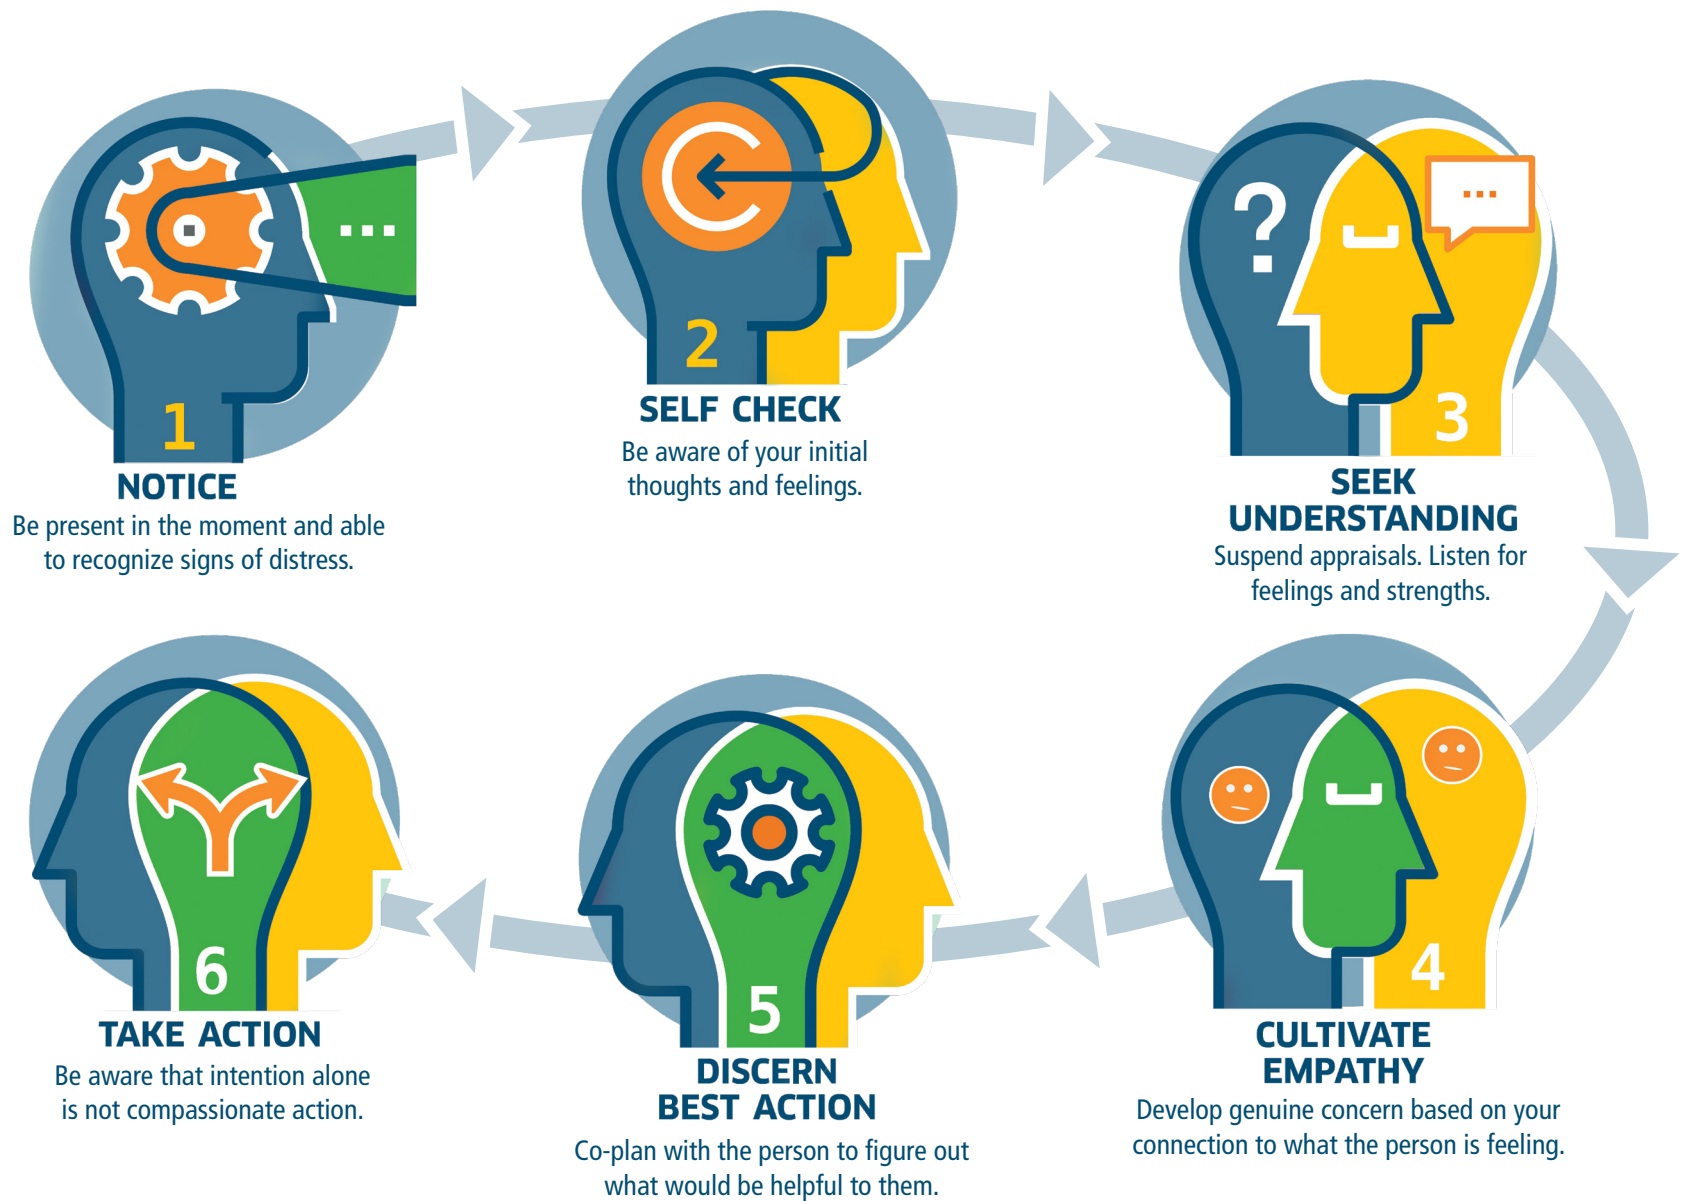 1
NOTICE
Be present in the moment and able
to recognize signs of distress.
2
SELF CHECK
Be aware of your initial
thoughts and feelings.
?
3
SEEK
UNDERSTANDING
Suspend appraisals. Listen for
feelings and strengths.
4
CULTIVATE
EMPATHY
Develop genuine concern based on your
connection to what the person is feeling.
5
DISCERN
BEST ACTION
Co-plan with the person to figure out
what would be helpful to them.
6
TAKE ACTION
Be aware that intention alone
is not compassionate action.